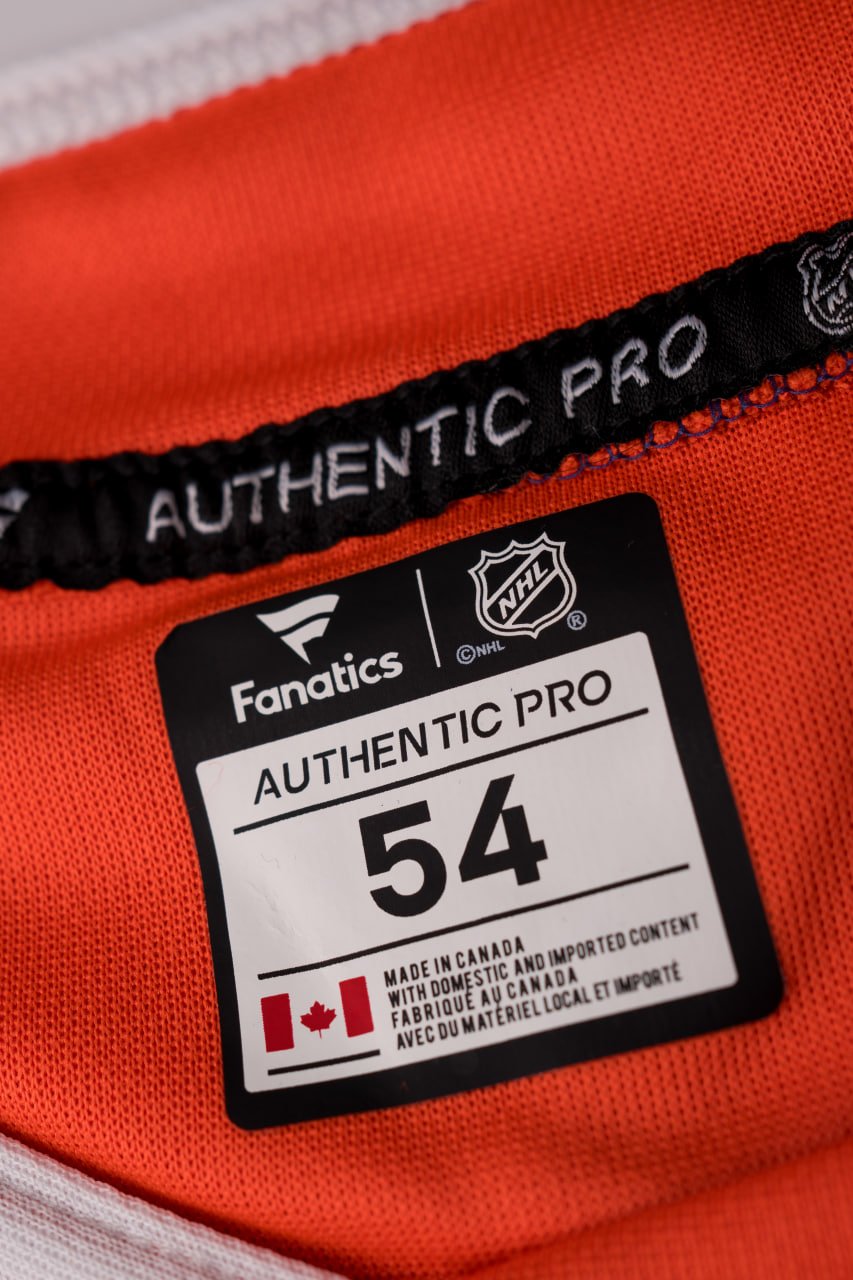 AUTHENTIC PRO
Fanatics
NHL
©NHL ®
AUTHENTIC PRO
54
MADE IN CANADA
WITH DOMESTIC AND IMPORTED CONTENT
FABRIQUÉ AU CANADA
AVEC DU MATÉRIEL LOCAL ET IMPORTÉ